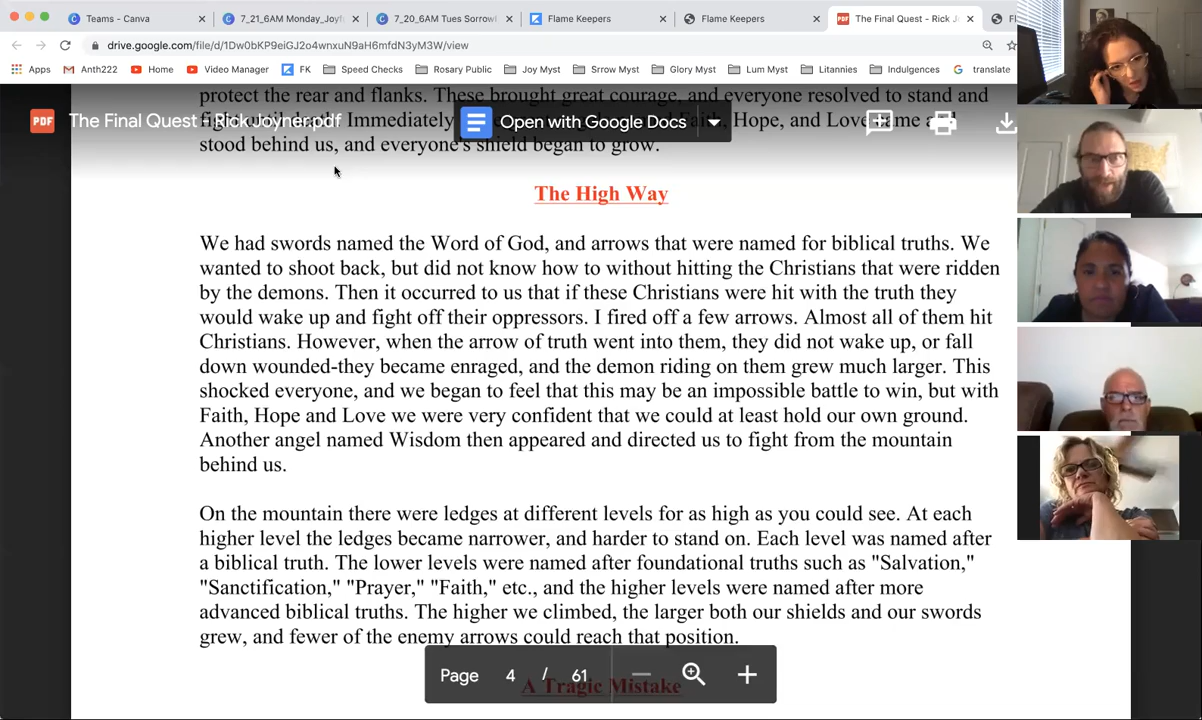 Teams - Canva
7_21_6AM Monday_Joyf
7_20_6AM Tues Sorrowi
Flame Keepers
Flame Keepers
The Final Quest - Rick J
drive.google.com/file/d/1Dw0bKP9eiGJ2o4wnxuN9aH6mfdN3yM3W/view
Apps
Anth222
Home
Video Manager
FK
Speed Checks
Rosary Public
Joy Myst
Srrow Myst
Glory Myst
Lum Myst
Litannies
Indulgences
translate
protect the rear and flanks. These brought great courage, and everyone resolved to stand and
PDF
The Final Quest - Rick Joyner.pdf
Immediately
Open with Google Docs
Hope, and Love came
stood behind us, and everyone's shield began to grow.
The High Way
We had swords named the Word of God, and arrows that were named for biblical truths. We
wanted to shoot back, but did not know how to without hitting the Christians that were ridden
by the demons. Then it occurred to us that if these Christians were hit with the truth they
would wake up and fight off their oppressors. I fired off a few arrows. Almost all of them hit
Christians. However, when the arrow of truth went into them, they did not wake up, or fall
down wounded-they became enraged, and the demon riding on them grew much larger. This
shocked everyone, and we began to feel that this may be an impossible battle to win, but with
Faith, Hope and Love we were very confident that we could at least hold our own ground.
Another angel named Wisdom then appeared and directed us to fight from the mountain
behind us.
On the mountain there were ledges at different levels for as high as you could see. At each
higher level the ledges became narrower, and harder to stand on. Each level was named after
a biblical truth. The lower levels were named after foundational truths such as "Salvation,"
"Sanctification," "Prayer," "Faith," etc., and the higher levels were named after more
advanced biblical truths. The higher we climbed, the larger both our shields and our swords
grew, and fewer of the enemy arrows could reach that position.
Page 4 / 61
A Tragic Mistake